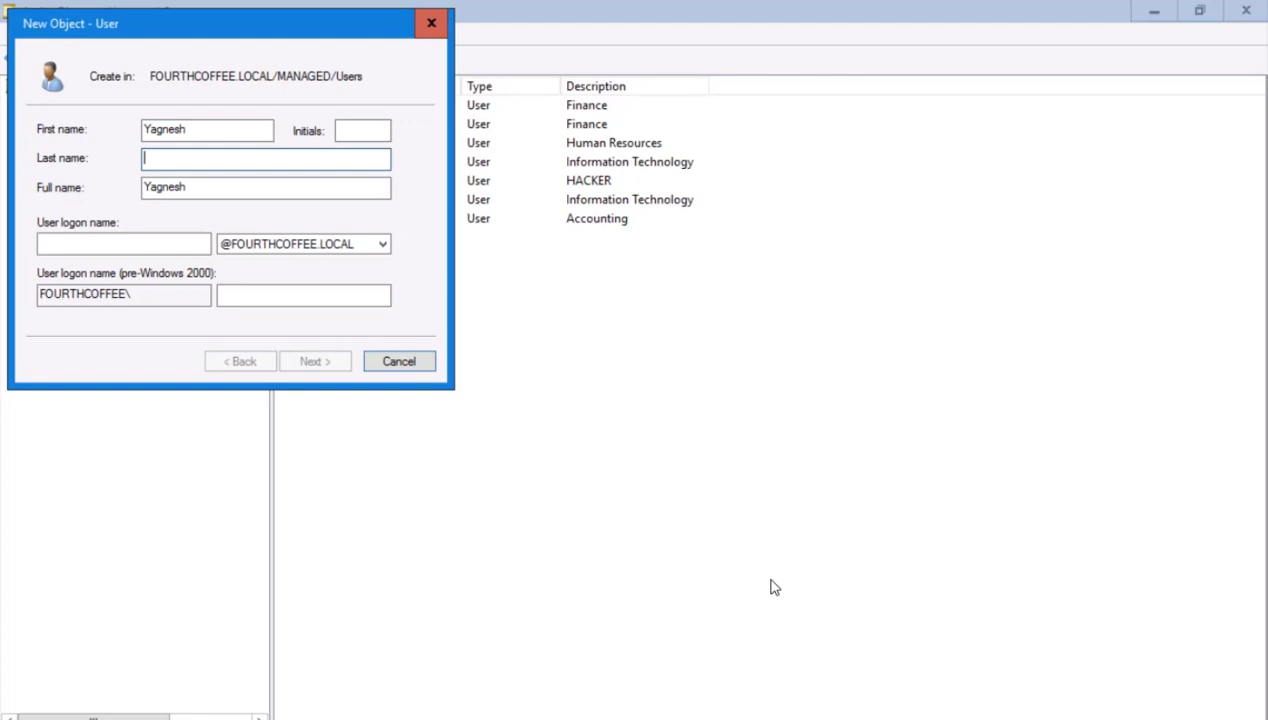 New Object - User
Create in: FOURTHCOFFEE.LOCAL/MANAGED/Users
First name: Yagnesh Initials:
Last name:
Full name: Yagnesh
User logon name:
@FOURTHCOFFEE.LOCAL
User logon name (pre-Windows 2000):
FOURTHCOFFEE\
< Back Next > Cancel
Type Description
User Finance
User Finance
User Human Resources
User Information Technology
User HACKER
User Information Technology
User Accounting